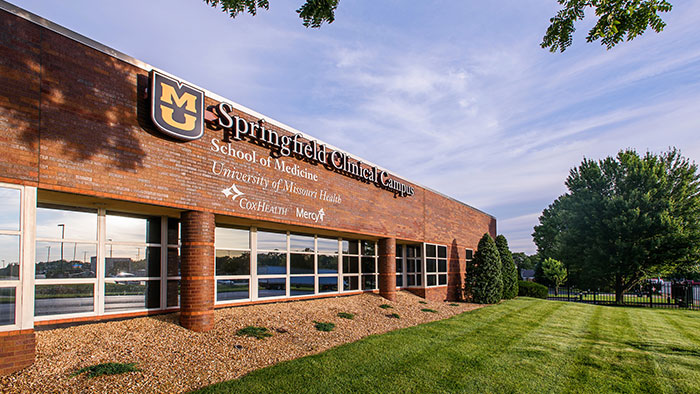 MU
Springfield Clinical Campus
School of Medicine
University of Missouri Health
CoxHealth Mercy